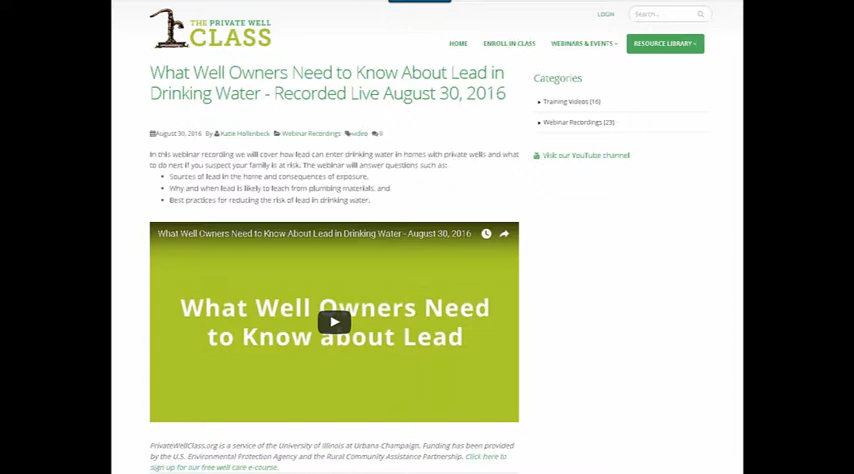 THE PRIVATE WELL
CLASS
LOGIN
Search...
HOME ENROLL IN CLASS WEBINARS & EVENTS RESOURCE LIBRARY
What Well Owners Need to Know About Lead in
Drinking Water - Recorded Live August 30, 2016
August 30, 2016 By Katie Hollenbeck Webinar Recordings video 0
In this webinar recording we will cover how lead can enter drinking water in homes with private wells and what
to do next if you suspect your family is at risk. The webinar will answer questions such as:
Sources of lead in the home and consequences of exposure,
Why and when lead is likely to leach from plumbing materials, and
Best practices for reducing the risk of lead in drinking water.
What Well Owners Need to Know About Lead in Drinking Water - August 30, 2016
What Well Owners Need
to Know about Lead
PrivateWellClass.org is a service of the University of Illinois at Urbana-Champaign. Funding has been provided
by the U.S. Environmental Protection Agency and the Rural Community Assistance Partnership. Click here to
sign up for our free well care e-course.
Categories
Training Videos (16)
Webinar Recordings (23)
Visit our YouTube channel